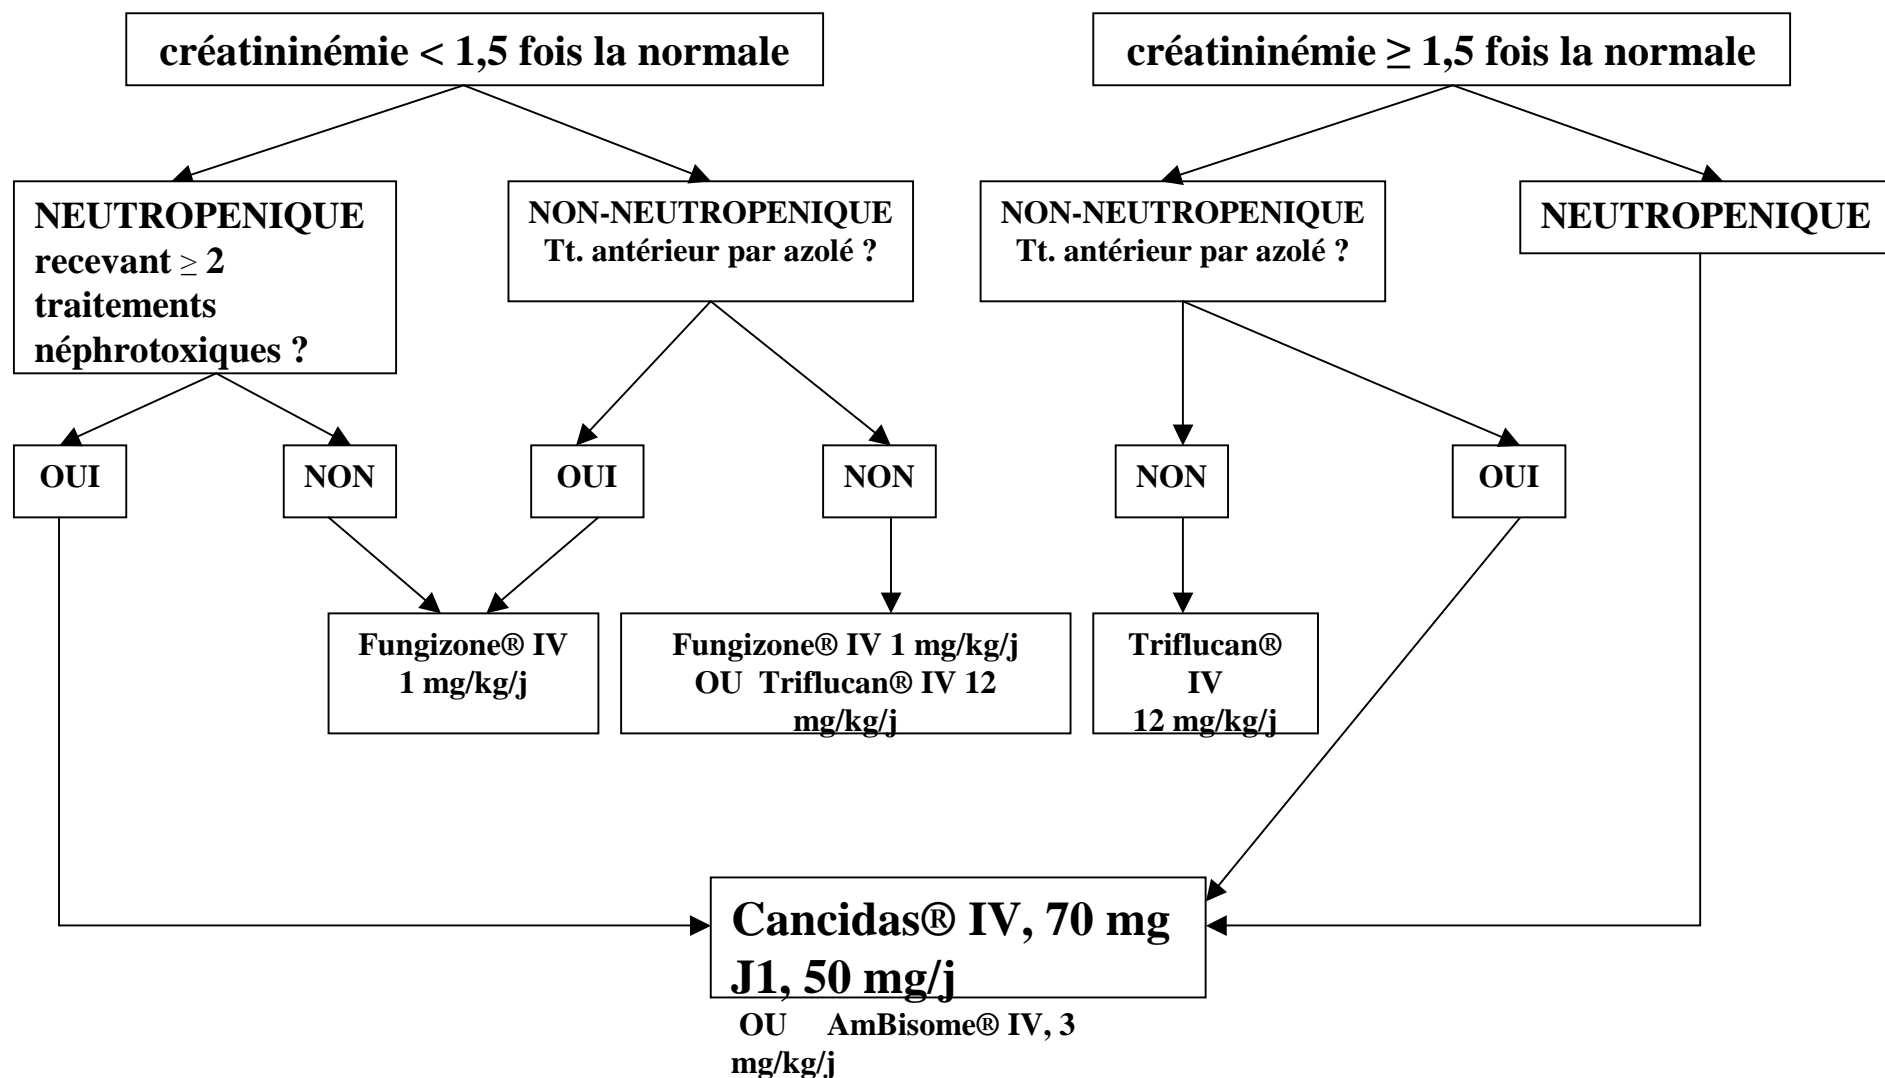 créatininémie < 1,5 fois la normale
créatininémie ≥ 1,5 fois la normale
NEUTROPENIQUE
recevant ≥ 2
traitements
néphrotoxiques ?
NON-NEUTROPENIQUE
Tt. antérieur par azolé ?
NON-NEUTROPENIQUE
Tt. antérieur par azolé ?
NEUTROPENIQUE
OUI
NON
OUI
NON
NON
OUI
Fungizone® IV
1 mg/kg/j
Fungizone® IV 1 mg/kg/j
OU Triflucan® IV 12
mg/kg/j
Triflucan®
IV
12 mg/kg/j
Cancidas® IV, 70 mg
J1, 50 mg/j
OU AmBisome® IV, 3
mg/kg/j